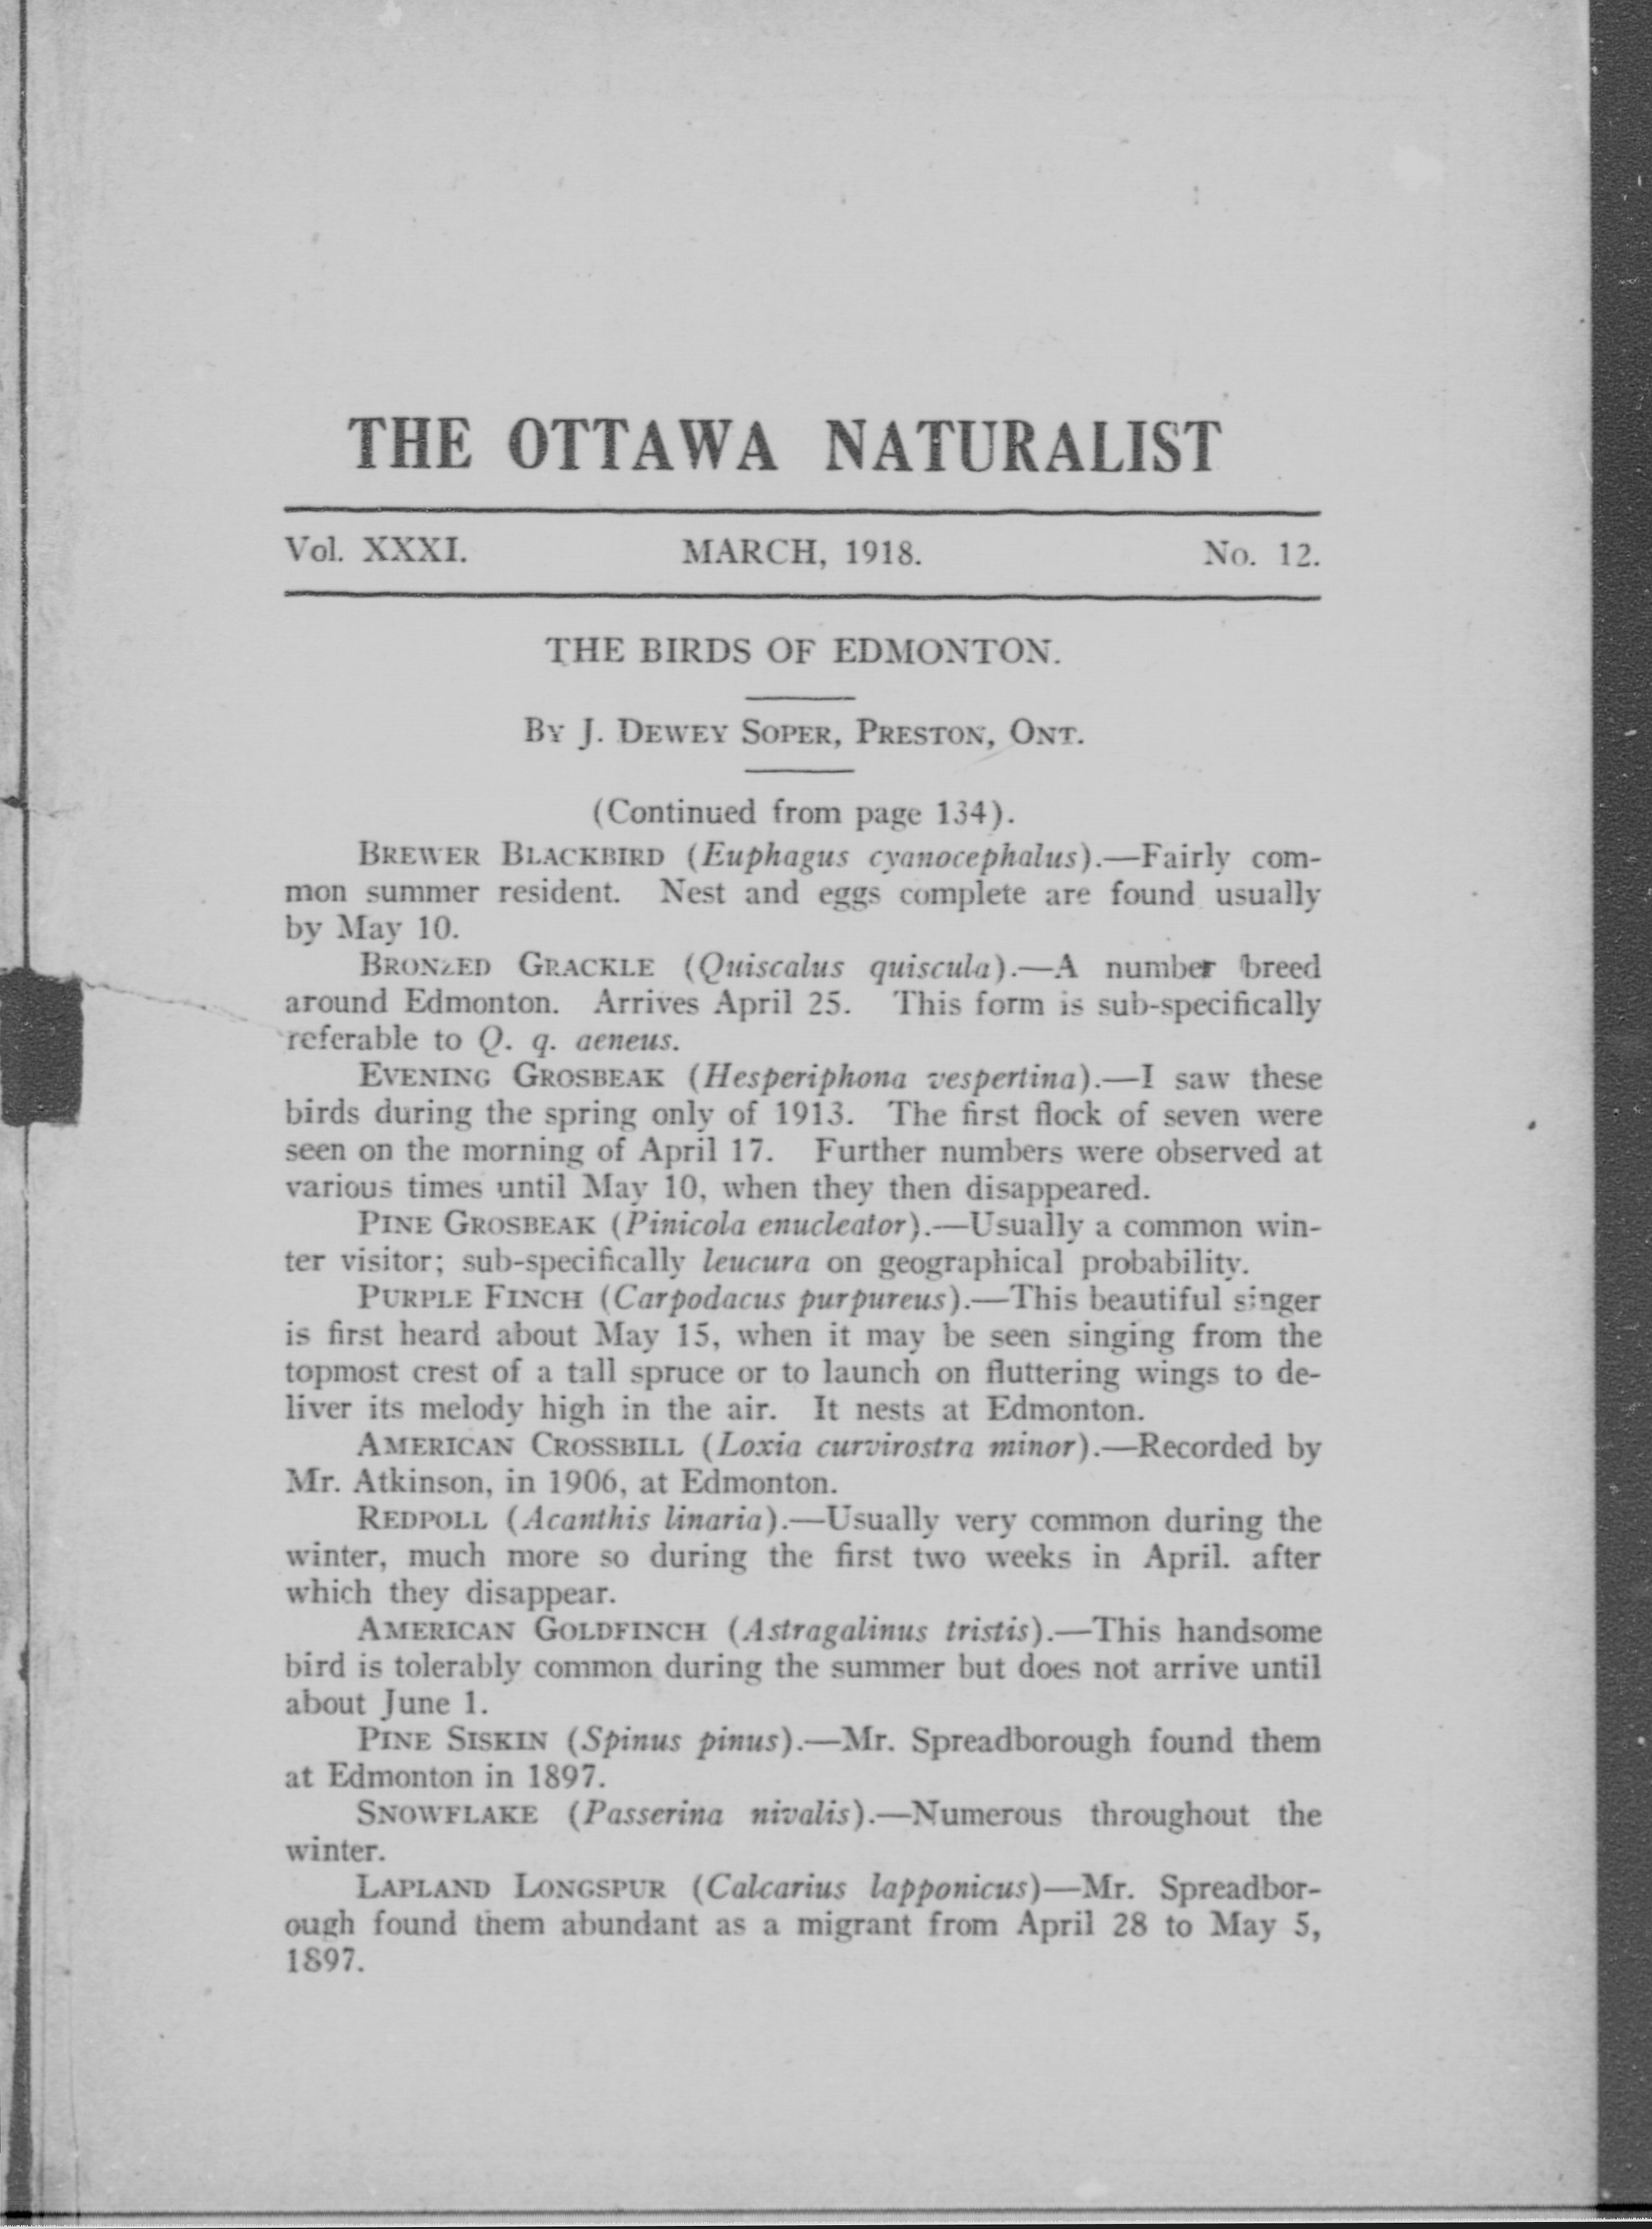 THE OTTAWA NATURALIST
Vol. XXXI. MARCH, 1918. No. 12.
THE BIRDS OF EDMONTON.
By J. Dewey Soper, Preston, Ont.
(Continued from page 134).
Brewer Blackbird (Euphagus cyanocephalus).—Fairly com-
mon summer resident. Nest and eggs complete are found usually
by May 10.
Bronzed Grackle (Quiscalus quiscula).—A number breed
around Edmonton. Arrives April 25. This form is sub-specifically
referable to Q. q. aeneus.
Evening Grosbeak (Hesperiphona vespertina).—I saw these
birds during the spring only of 1913. The first flock of seven were
seen on the morning of April 17. Further numbers were observed at
various times until May 10, when they then disappeared.
Pine Grosbeak (Pinicola enucleator).—Usually a common win-
ter visitor; sub-specifically leucura on geographical probability.
Purple Finch (Carpodacus purpureus).—This beautiful singer
is first heard about May 15, when it may be seen singing from the
topmost crest of a tall spruce or to launch on fluttering wings to de-
liver its melody high in the air. It nests at Edmonton.
American Crossbill (Loxia curvirostra minor).—Recorded by
Mr. Atkinson, in 1906, at Edmonton.
Redpoll (Acanthis linaria).—Usually very common during the
winter, much more so during the first two weeks in April. after
which they disappear.
American Goldfinch (Astragalinus tristis).—This handsome
bird is tolerably common during the summer but does not arrive until
about June 1.
Pine Siskin (Spinus pinus).—Mr. Spreadborough found them
at Edmonton in 1897.
Snowflake (Passerina nivalis).—Numerous throughout the
winter.
Lapland Longspur (Calcarius lapponicus)—Mr. Spreadbor-
ough found them abundant as a migrant from April 28 to May 5,
1897.